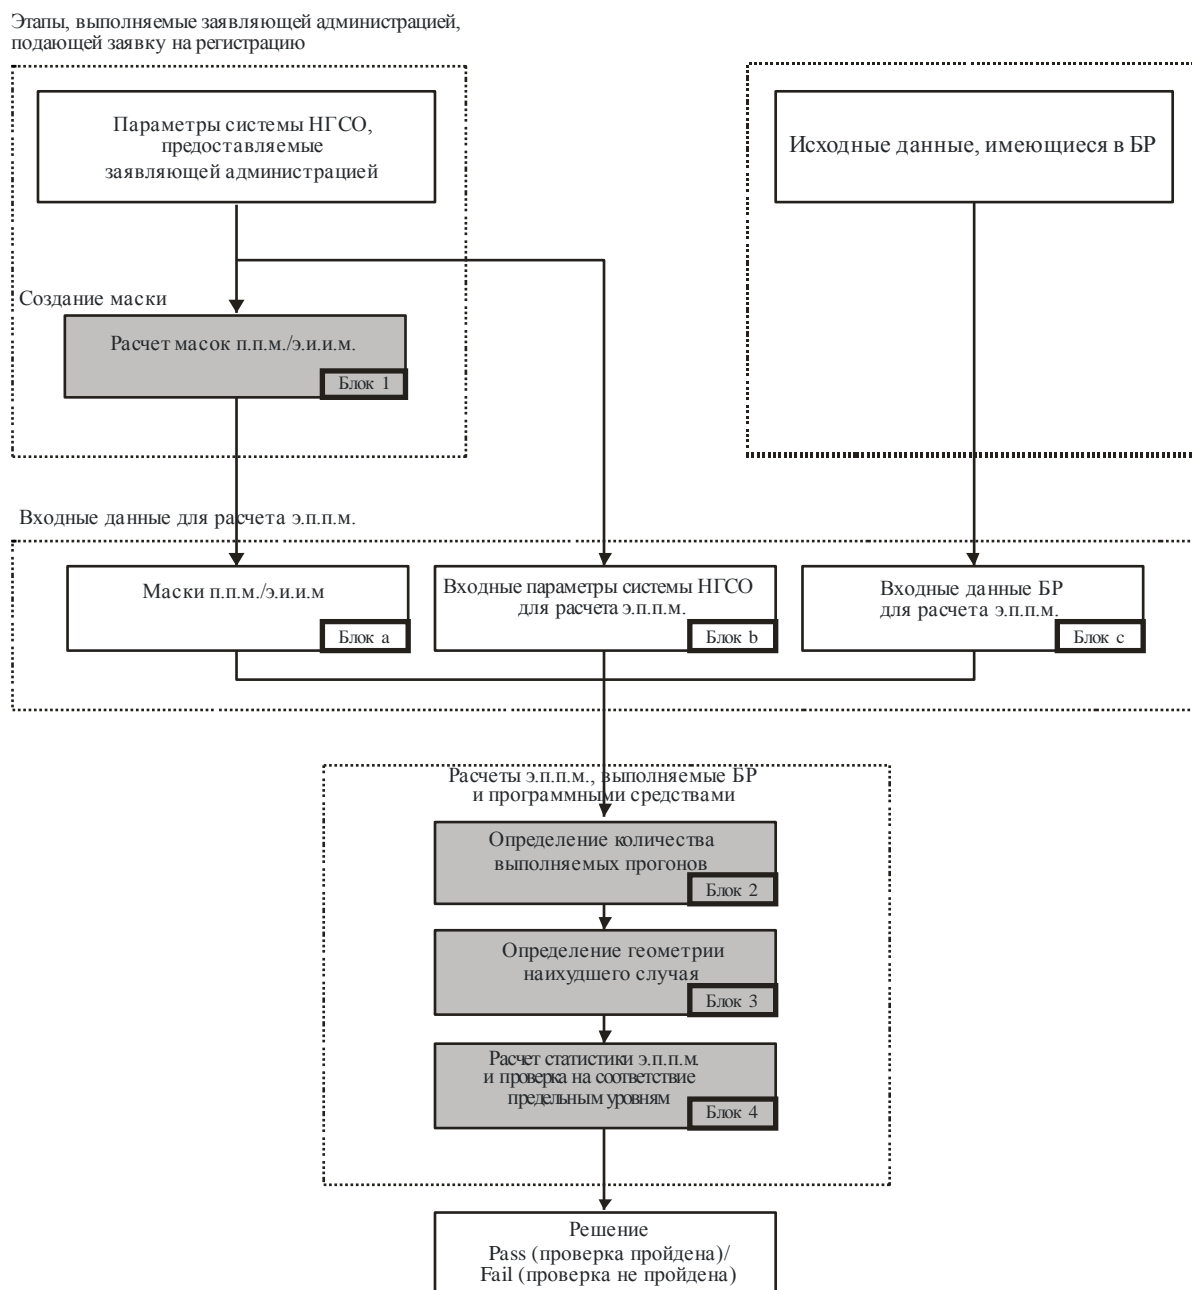 Этапы, выполняемые заявляющей администрацией,
подающей заявку на регистрацию
Параметры системы НГСО,
предоставляемые
заявляющей администрацией
Исходные данные, имеющиеся в БР
Создание маски
Расчет масок п.п.м./э.и.и.м.
Блок 1
Входные данные для расчета э.п.п.м.
Маски п.п.м./э.и.и.м
Блок a
Входные параметры системы НГСО
для расчета э.п.п.м.
Блок b
Входные данные БР
для расчета э.п.п.м.
Блок c
Расчеты э.п.п.м., выполняемые БР
и программными средствами
Определение количества
выполняемых прогонов
Блок 2
Определение геометрии
наихудшего случая
Блок 3
Расчет статистики э.п.п.м.
и проверка на соответствие
предельным уровням
Блок 4
Решение
Pass (проверка пройдена)/
Fail (проверка не пройдена)